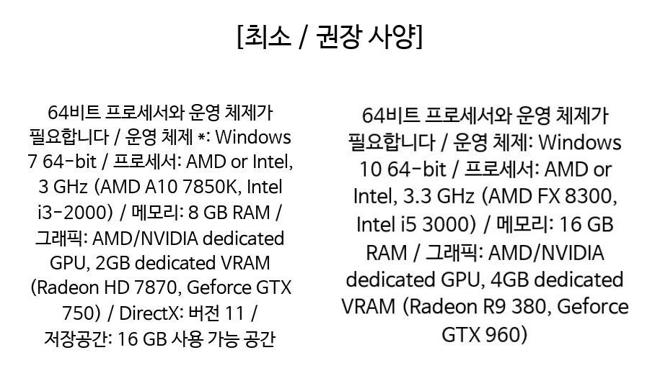 [최소 / 권장 사양]
64비트 프로세서와 운영 체제가
필요합니다 / 운영 체제 *: Windows
7 64-bit / 프로세서: AMD or Intel,
3 GHz (AMD A10 7850K, Intel
i3-2000) / 메모리: 8 GB RAM /
그래픽: AMD/NVIDIA dedicated
GPU, 2GB dedicated VRAM
(Radeon HD 7870, Geforce GTX
750) / DirectX: 버전 11 /
저장공간: 16 GB 사용 가능 공간
64비트 프로세서와 운영 체제가
필요합니다 / 운영 체제: Windows
10 64-bit / 프로세서: AMD or
Intel, 3.3 GHz (AMD FX 8300,
Intel i5 3000) / 메모리: 16 GB
RAM / 그래픽: AMD/NVIDIA
dedicated GPU, 4GB dedicated
VRAM (Radeon R9 380, Geforce
GTX 960)